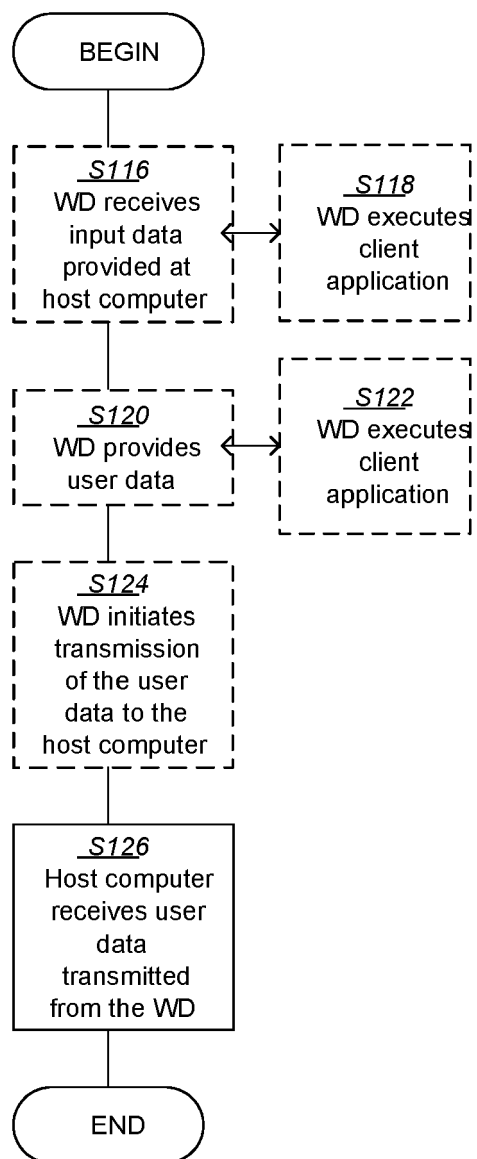 BEGIN
S116
WD receives
input data
provided at
host computer
S118
WD executes
client
application
S120
WD provides
user data
S122
WD executes
client
application
S124
WD initiates
transmission
of the user
data to the
host computer
S126
Host computer
receives user
data
transmitted
from the WD
END